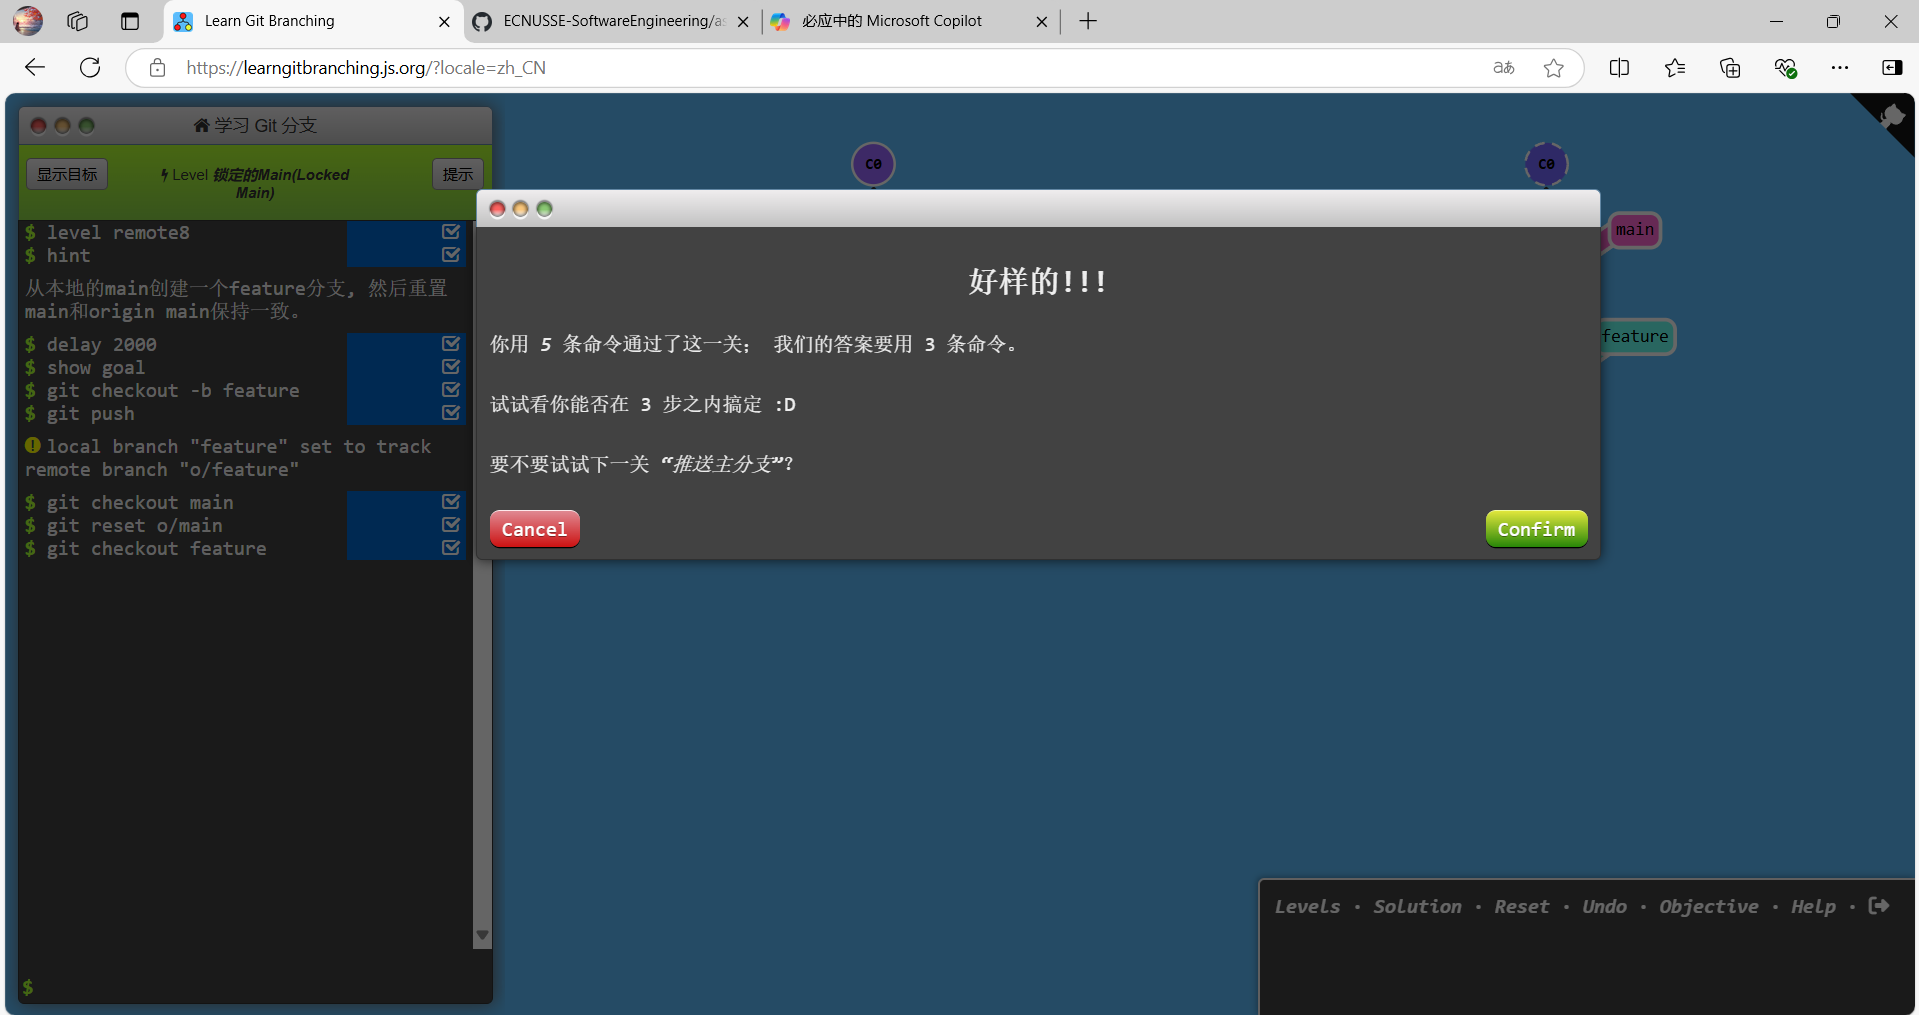 Learn Git Branching
ECNUSSE-SoftwareEngineering/as
必应中的 Microsoft Copilot
https://learngitbranching.js.org/?locale=zh_CN
学习 Git 分支
显示目标
Level 锁定的Main(Locked
Main)
提示
$ level remote8
$ hint
从本地的main创建一个feature分支, 然后重置
main和origin main保持一致。
$ delay 2000
$ show goal
$ git checkout -b feature
$ git push
local branch "feature" set to track
remote branch "o/feature"
$ git checkout main
$ git reset o/main
$ git checkout feature
$
C0
C0
main
feature
好样的!!!
你用 5 条命令通过了这一关; 我们的答案要用 3 条命令。
试试看你能否在 3 步之内搞定 :D
要不要试试下一关 “推送主分支”?
Cancel
Confirm
Levels · Solution · Reset · Undo · Objective · Help ·